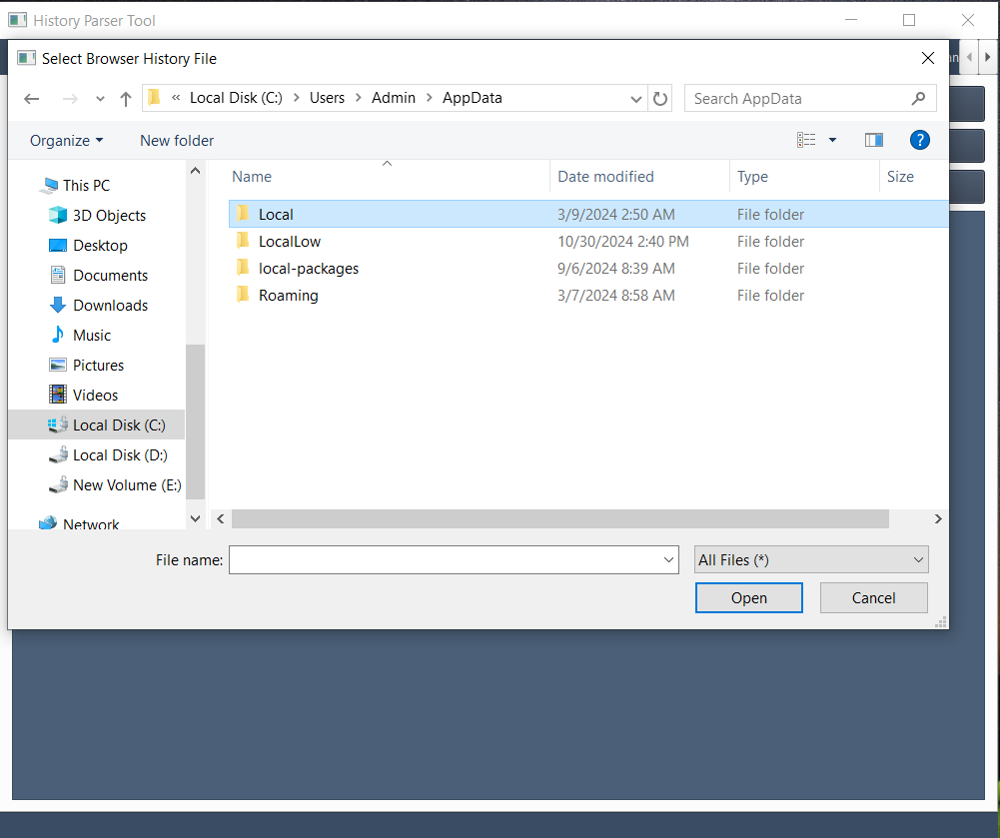 History Parser Tool
Select Browser History File
« Local Disk (C:) > Users > Admin > AppData
Search AppData
Organize
New folder
?
Name
Date modified
Type
Size
This PC
3D Objects
Desktop
Documents
Downloads
Music
Pictures
Videos
Local Disk (C:)
Local Disk (D:)
New Volume (E:)
Network
Local 3/9/2024 2:50 AM File folder
LocalLow 10/30/2024 2:40 PM File folder
local-packages 9/6/2024 8:39 AM File folder
Roaming 3/7/2024 8:58 AM File folder
File name:
All Files (*)
Open
Cancel